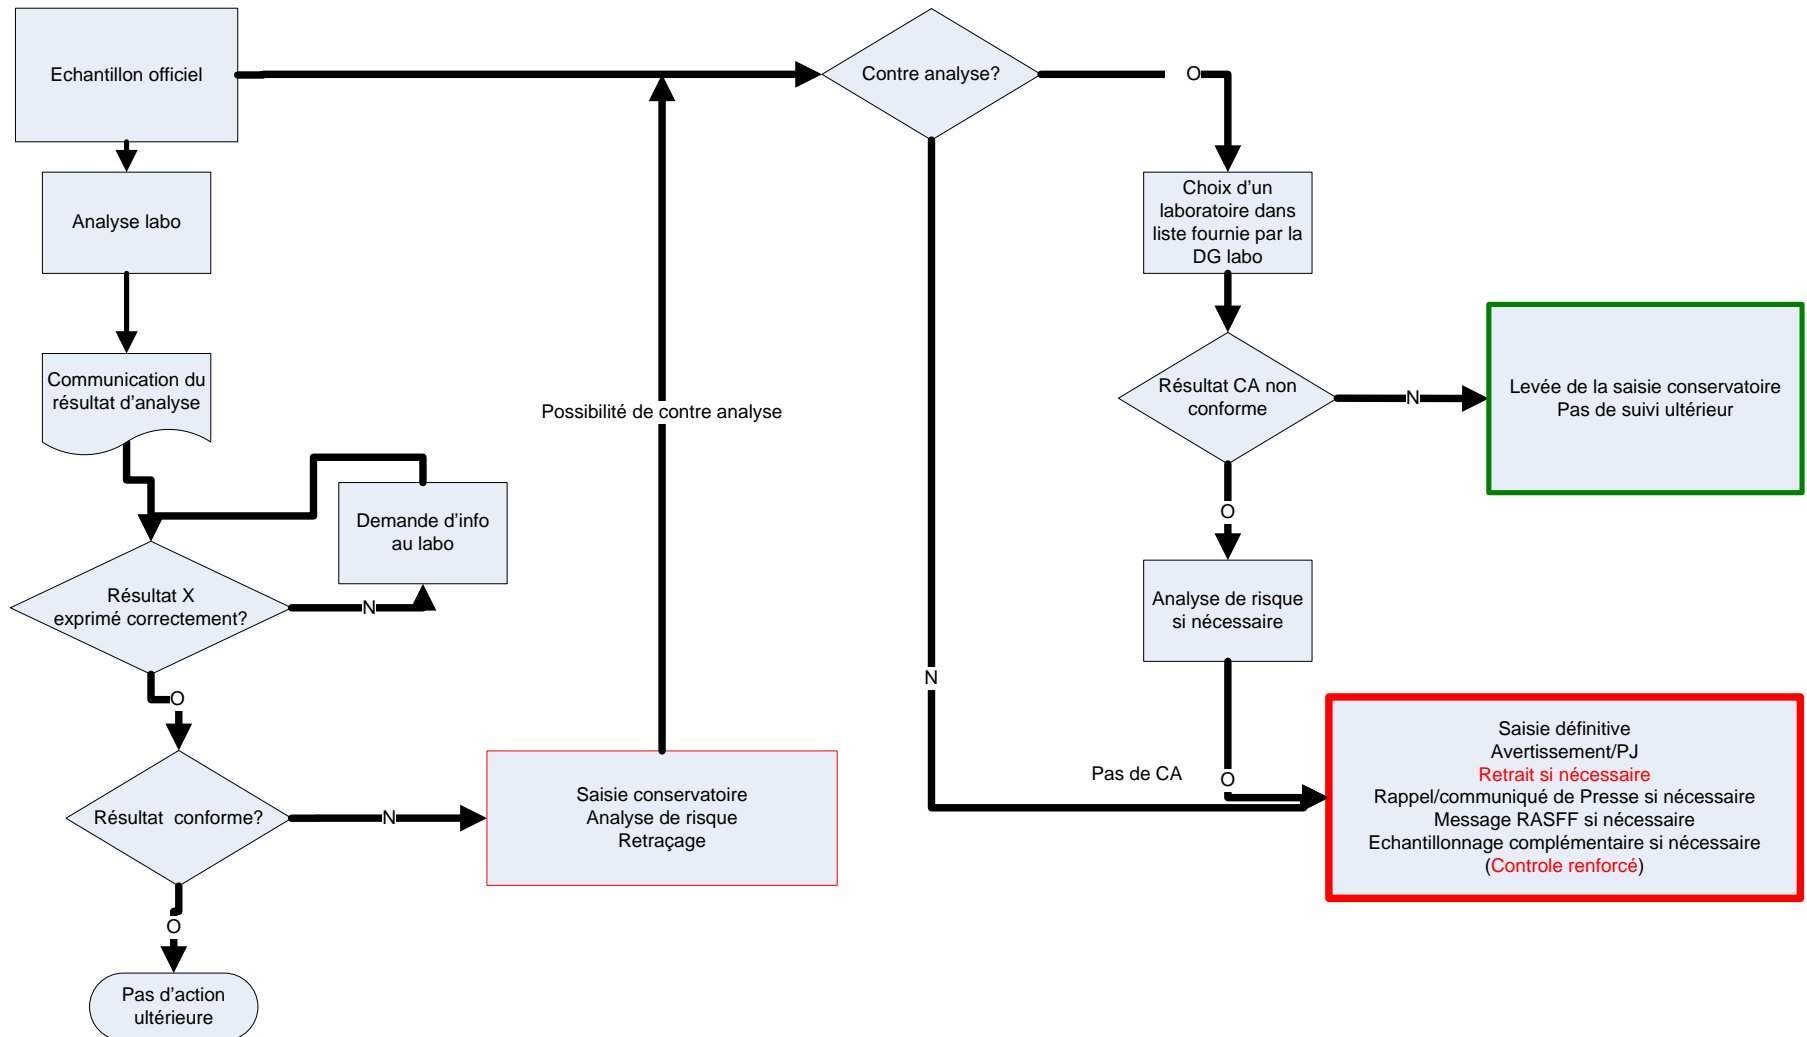 Echantillon officiel
Analyse labo
Communication du
résultat d'analyse
Demande d'info
au labo
Résultat X
exprimé correctement?
N
O
Résultat  conforme?
N
O
Pas d'action
ultérieure
Saisie conservatoire
Analyse de risque
Retraçage
Possibilité de contre analyse
Contre analyse?
O
N
Choix d'un
laboratoire dans
liste fournie par la
DG labo
Résultat CA non
conforme
N
Levée de la saisie conservatoire
Pas de suivi ultérieur
O
Analyse de risque
si nécessaire
O
Pas de CA
Saisie définitive
Avertissement/PJ
Retrait si nécessaire
Rappel/communiqué de Presse si nécessaire
Message RASFF si nécessaire
Echantillonnage complémentaire si nécessaire
(Controle renforcé)